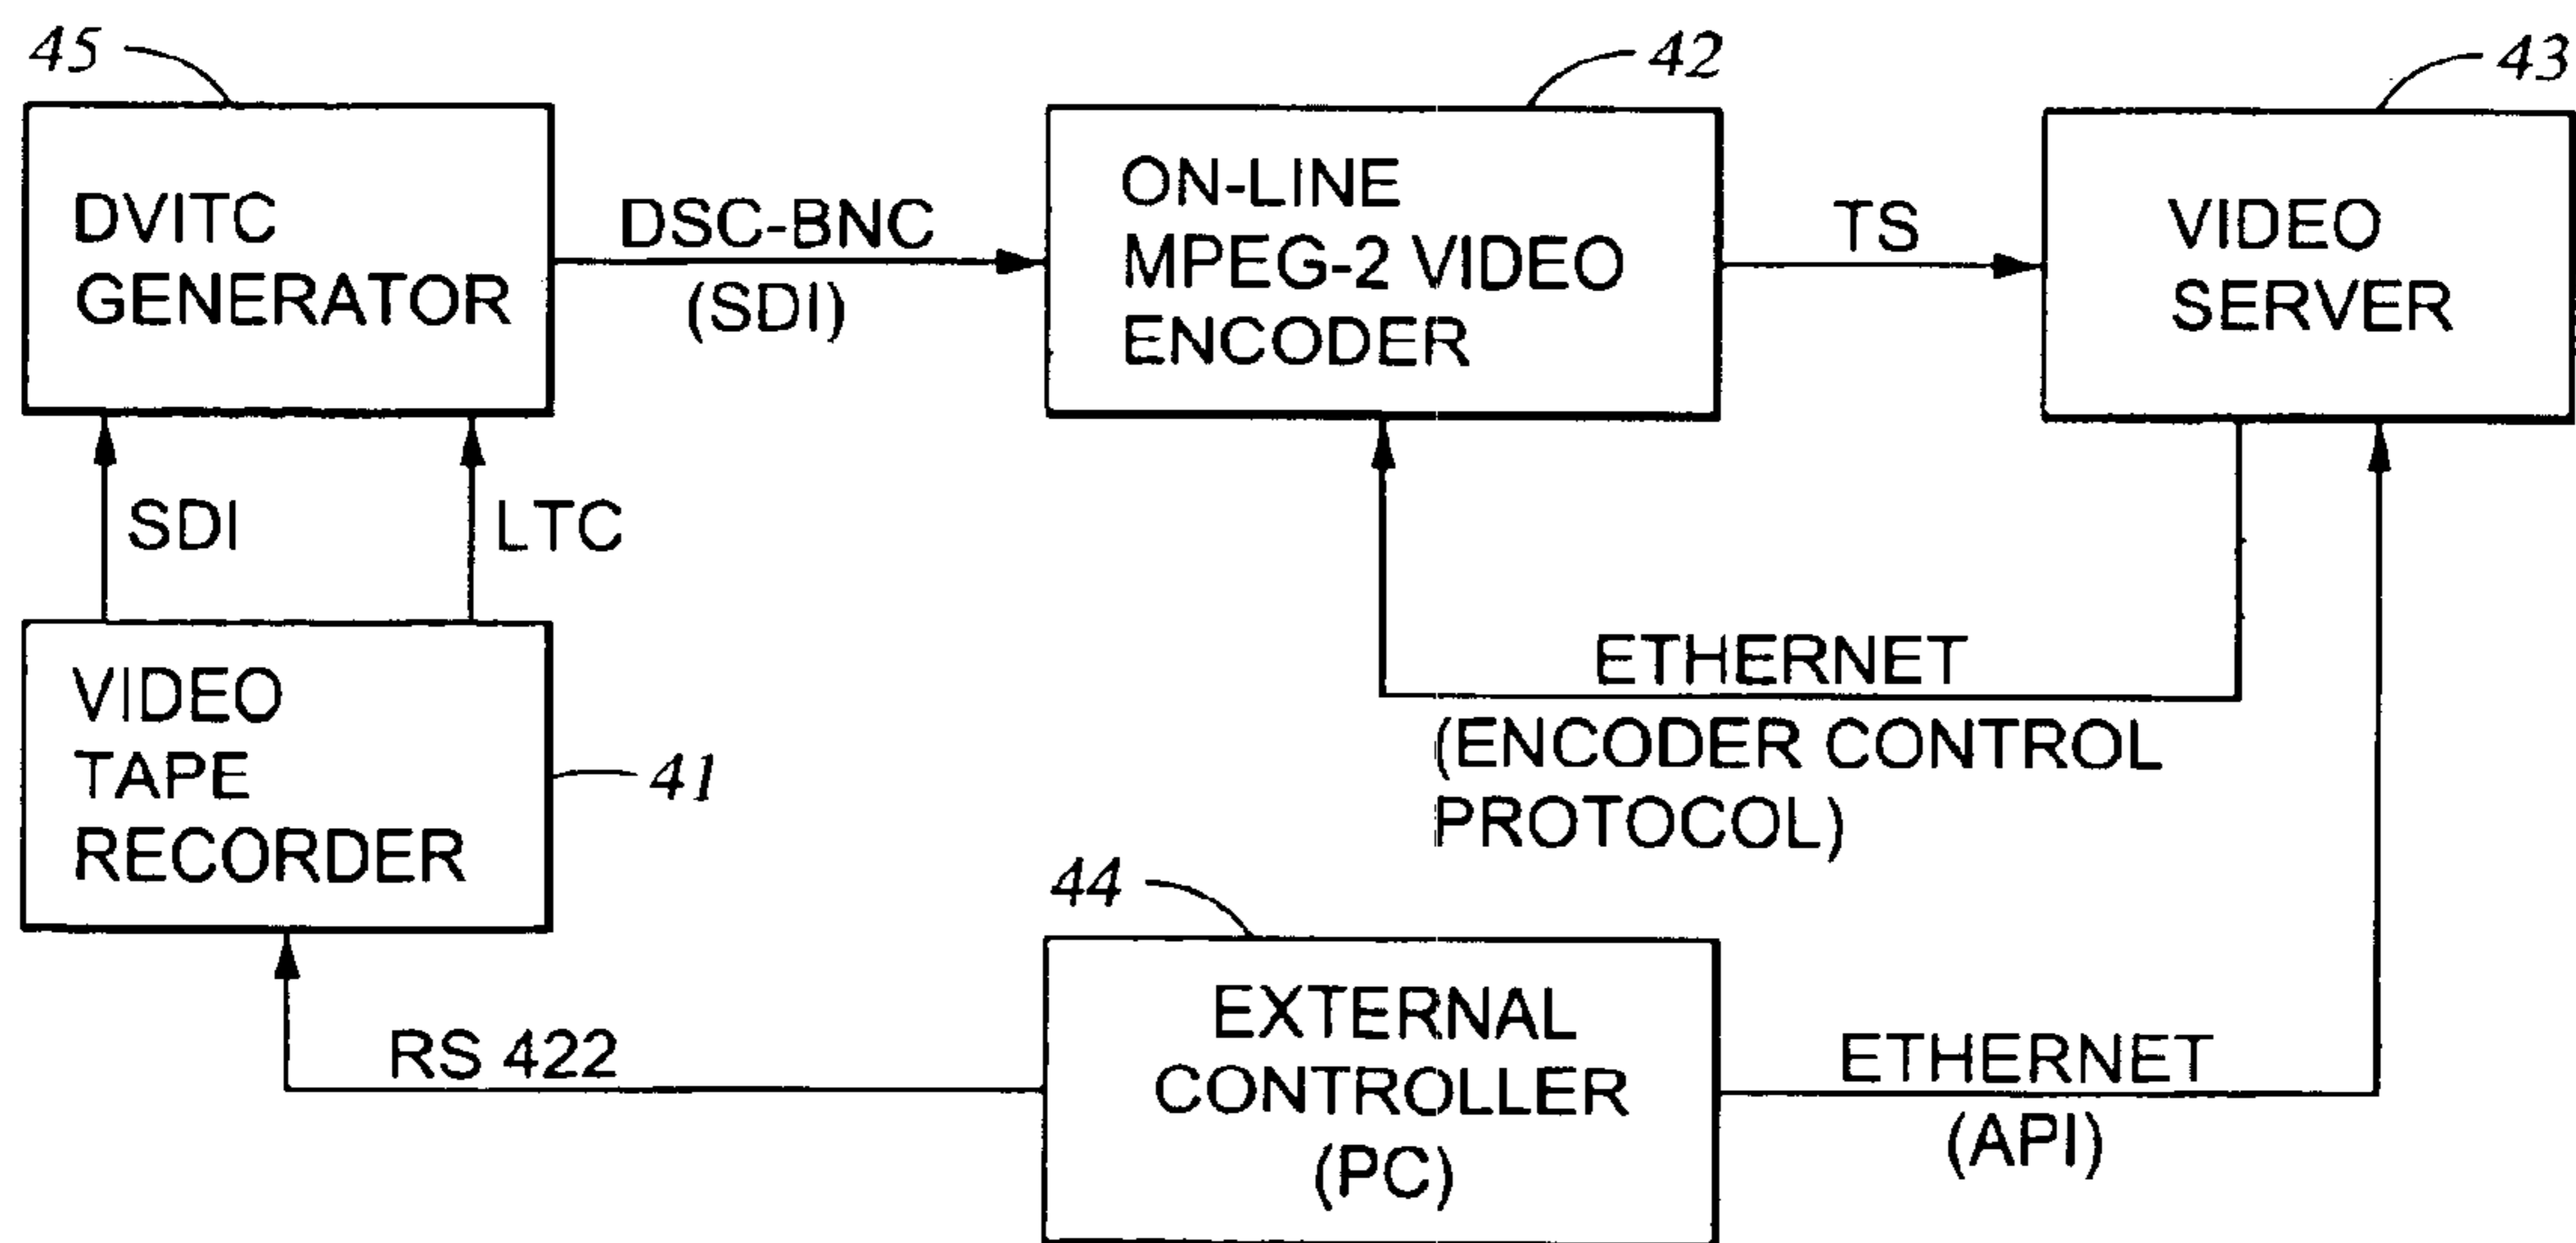 45
42
43
DVITC
GENERATOR
DSC-BNC
(SDI)
ON-LINE
MPEG-2 VIDEO
ENCODER
TS
VIDEO
SERVER
SDI
LTC
VIDEO
TAPE
RECORDER
41
ETHERNET
(ENCODER CONTROL
PROTOCOL)
44
RS 422
EXTERNAL
CONTROLLER
(PC)
ETHERNET
(API)